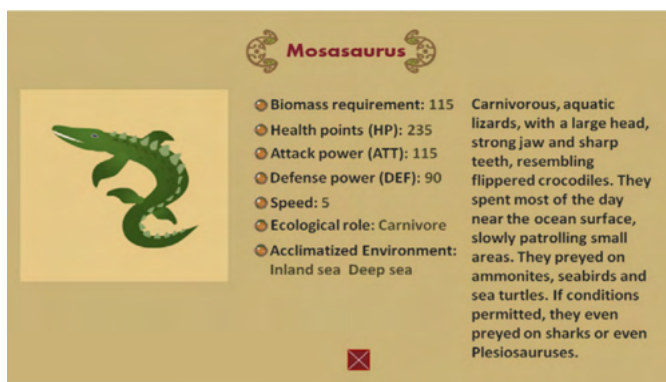 Mosasaurus
Biomass requirement: 115
Health points (HP): 235
Attack power (ATT): 115
Defense power (DEF): 90
Speed: 5
Ecological role: Carnivore
Acclimatized Environment:
Inland sea Deep sea
Carnivorous, aquatic
lizards, with a large head,
strong jaw and sharp
teeth, resembling
flippered crocodiles. They
spent most of the day
near the ocean surface,
slowly patrolling small
areas. They preyed on
ammonites, seabirds and
sea turtles. If conditions
permitted, they even
preyed on sharks or even
Plesiosauruses.